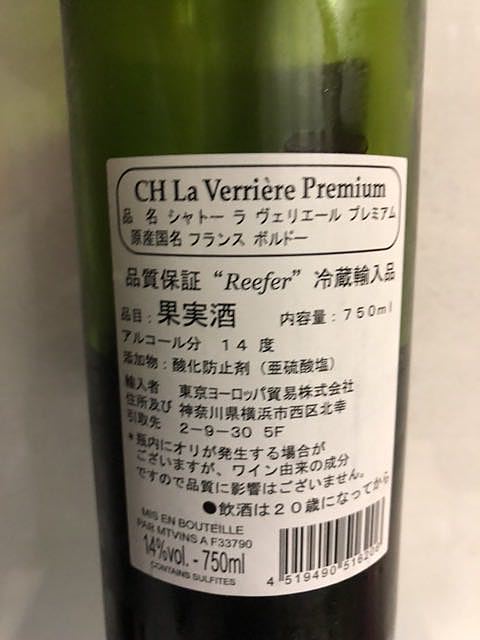 CH La Verrière Premium
品 名 シャトー ラ ヴェリエール プレミアム
原産国名 フランス ボルドー
品質保証 “Reefer” 冷蔵輸入品
品目：果実酒 内容量：750ml
アルコール分 14 度
添加物：酸化防止剤（亜硫酸塩）
輸入者 東京ヨーロッパ貿易株式会社
住所及び 神奈川県横浜市西区北幸
引取先 2-9-30 5F
*瓶内にオリが発生する場合が
ございますが、ワイン由来の成分
ですので品質に影響はございません。
●飲酒は20歳になってから
MIS EN BOUTEILLE
PAR MTVINS A F33790
14%vol. - 750ml
CONTAINS SULFITES
4 519490 516206